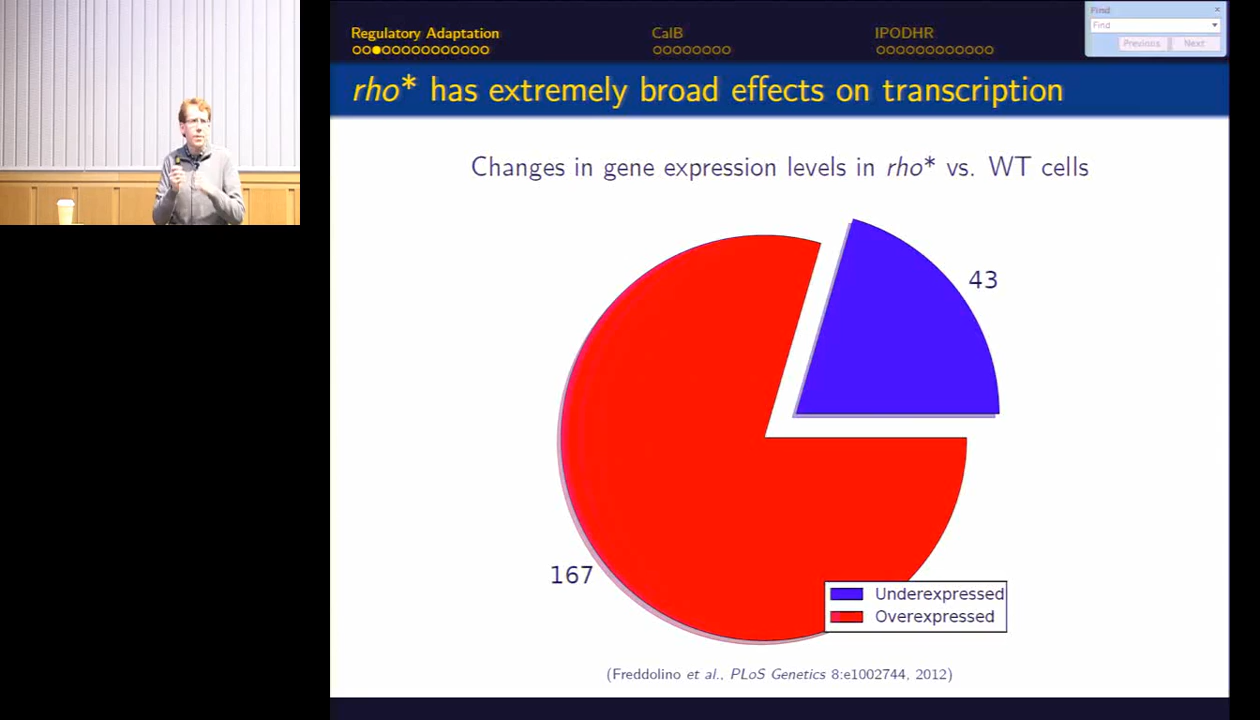 Regulatory Adaptation
CalB
IPODHR
Find
Find
Previous
Next
rho* has extremely broad effects on transcription
Changes in gene expression levels in rho* vs. WT cells
43
167
Underexpressed
Overexpressed
(Freddolino et al., PLoS Genetics 8:e1002744, 2012)